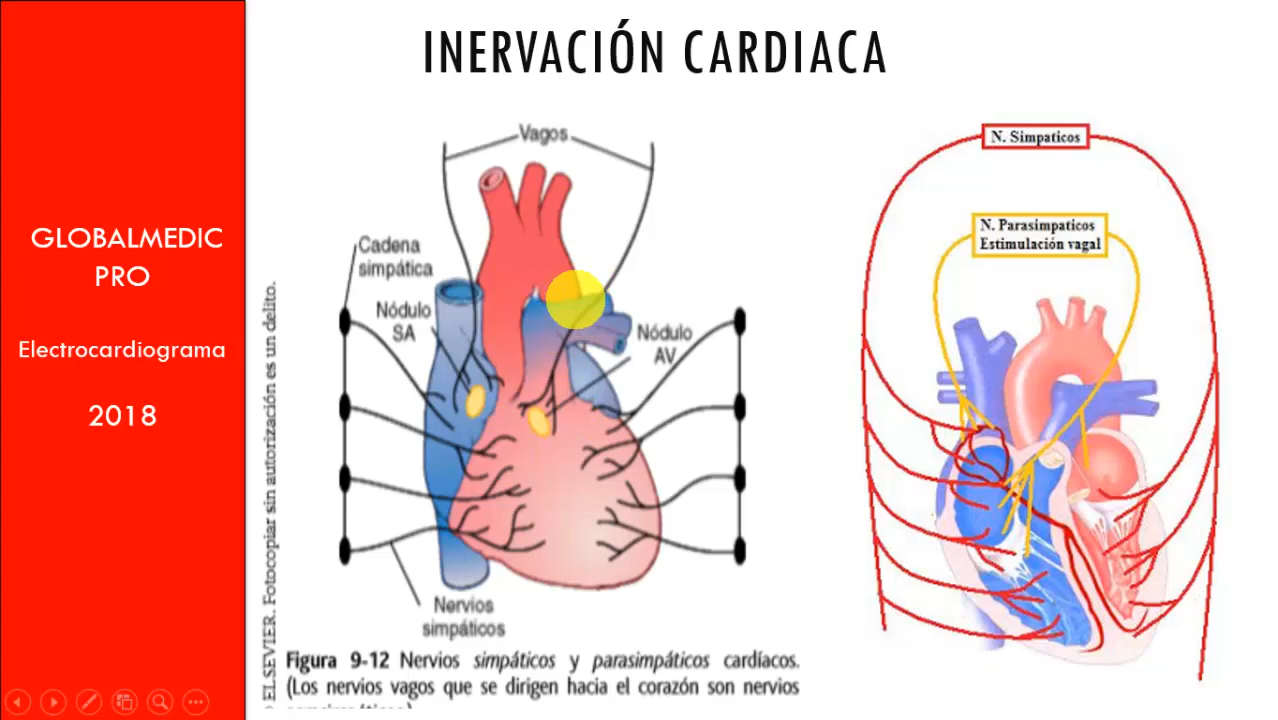 INERVACIÓN CARDIACA
GLOBALMEDIC
PRO
Electrocardiograma
2018
ELSEVIER. Fotocopiar sin autorización es un delito.
Vagos
Cadena
simpática
Nódulo
SA
Nódulo
AV
Nervios
simpáticos
Figura 9-12 Nervios simpáticos y parasimpáticos cardíacos.
(Los nervios vagos que se dirigen hacia el corazón son nervios
N. Simpaticos
N. Parasimpaticos
Estimulación vagal